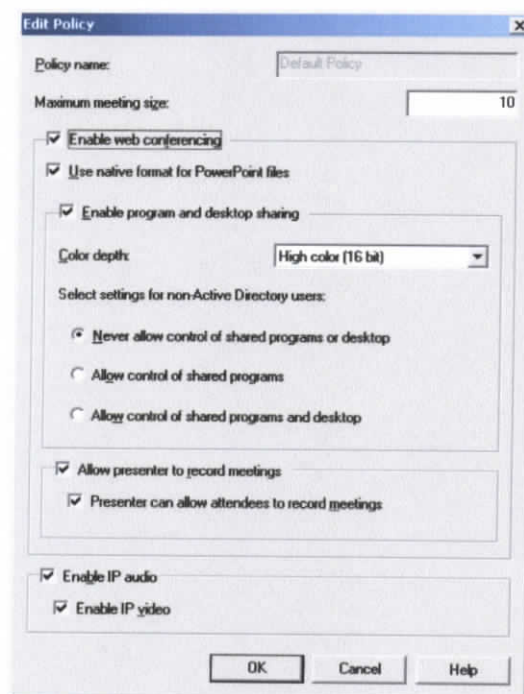 Edit Policy
Policy name: Default Policy
Maximum meeting size: 10
Enable web conferencing
Use native format for PowerPoint files
Enable program and desktop sharing
Color depth: High color (16 bit)
Select settings for non-Active Directory users:
Never allow control of shared programs or desktop
Allow control of shared programs
Allow control of shared programs and desktop
Allow presenter to record meetings
Presenter can allow attendees to record meetings
Enable IP audio
Enable IP video
OK Cancel Help